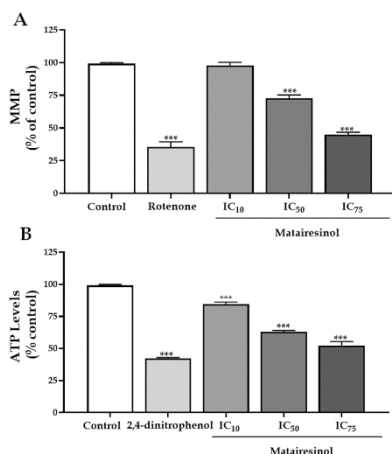 A
MMP
(% of control)
125
100
75
50
25
0
***
***
***
Control Rotenone IC10 IC50 IC75
Matairesinol
B
ATP Levels
(% control)
125
100
75
50
25
0
***
***
***
***
Control 2,4-dinitrophenol IC10 IC50 IC75
Matairesinol